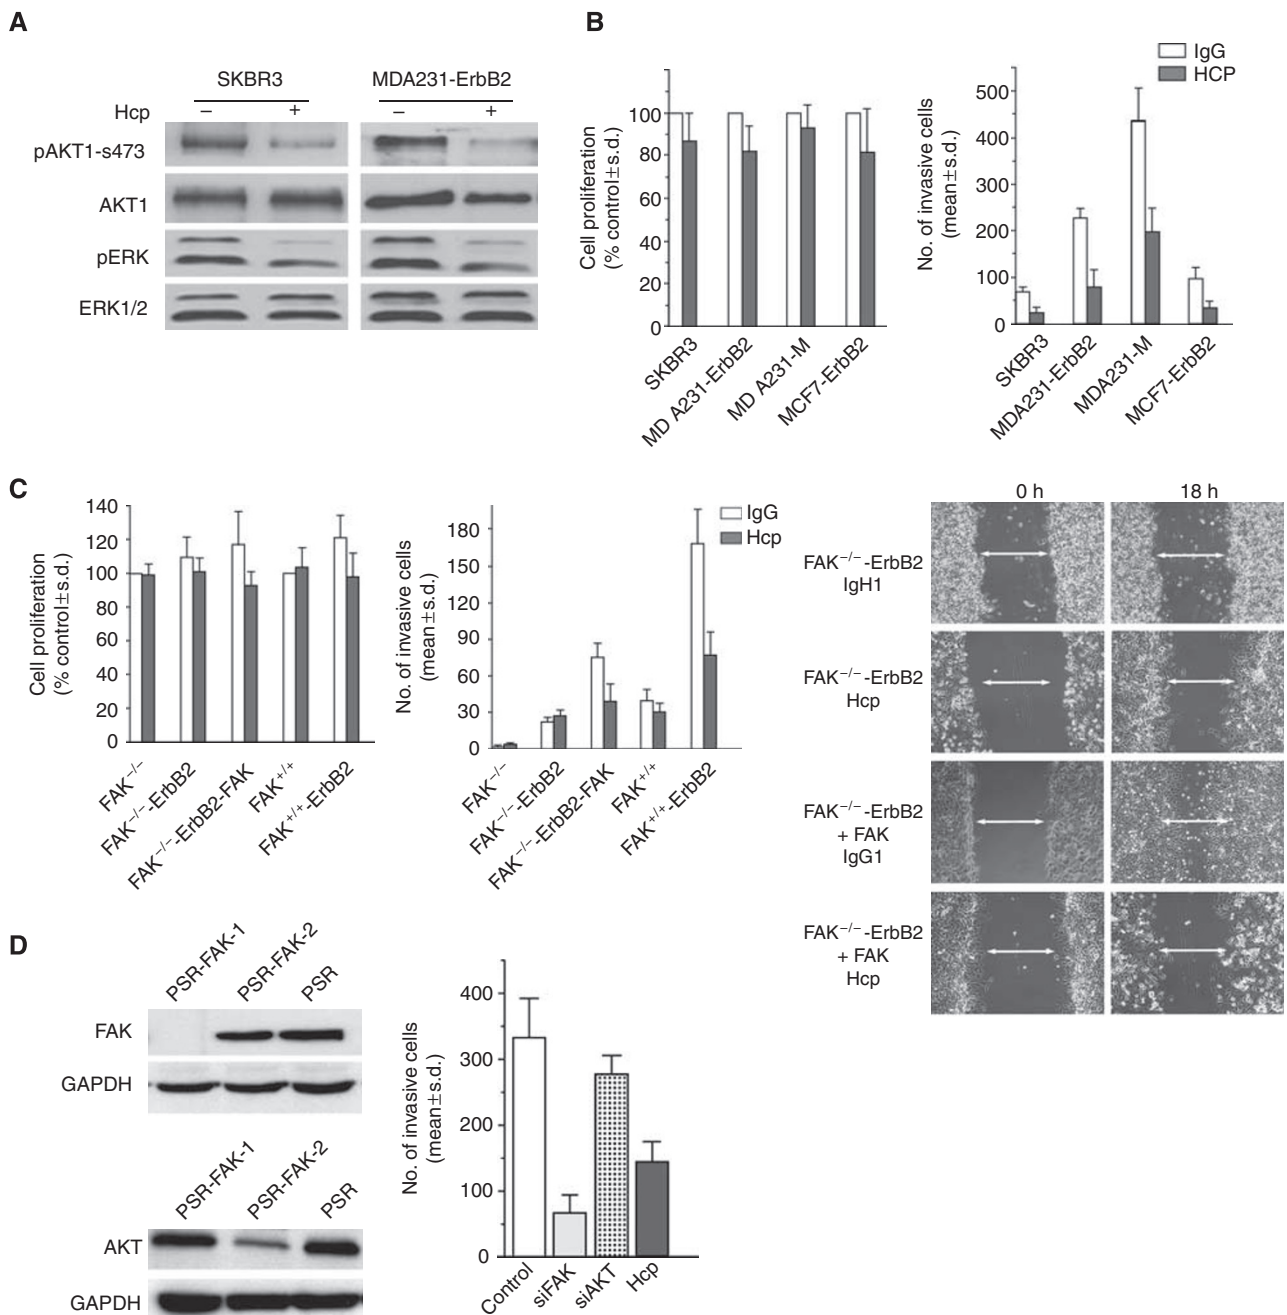 A
SKBR3
MDA231-ErbB2
Hcp
–
+
–
+
pAKT1-s473
AKT1
pERK
ERK1/2
B
IgG
HCP
Cell proliferation
(% control±s.d.)
100
80
60
40
20
0
SKBR3
MD A231-ErbB2
MD A231-M
MCF7-ErbB2
No. of invasive cells
(mean±s.d.)
500
400
300
200
100
0
SKBR3
MDA231-ErbB2
MDA231-M
MCF7-ErbB2
C
Cell proliferation
(% control±s.d.)
140
120
100
80
60
40
20
0
FAK−/−
FAK−/−-ErbB2
FAK−/−-ErbB2-FAK
FAK+/+
FAK+/+-ErbB2
No. of invasive cells
(mean±s.d.)
180
150
120
90
60
30
0
IgG
Hcp
FAK−/−
FAK−/−-ErbB2
FAK−/−-ErbB2-FAK
FAK+/+
FAK+/+-ErbB2
0 h
18 h
FAK−/−-ErbB2
IgH1
FAK−/−-ErbB2
Hcp
FAK−/−-ErbB2
+ FAK
IgG1
FAK−/−-ErbB2
+ FAK
Hcp
D
PSR-FAK-1
PSR-FAK-2
PSR
FAK
GAPDH
PSR-FAK-1
PSR-FAK-2
PSR
AKT
GAPDH
No. of invasive cells
(mean±s.d.)
400
300
200
100
0
Control
siFAK
siAKT
Hcp